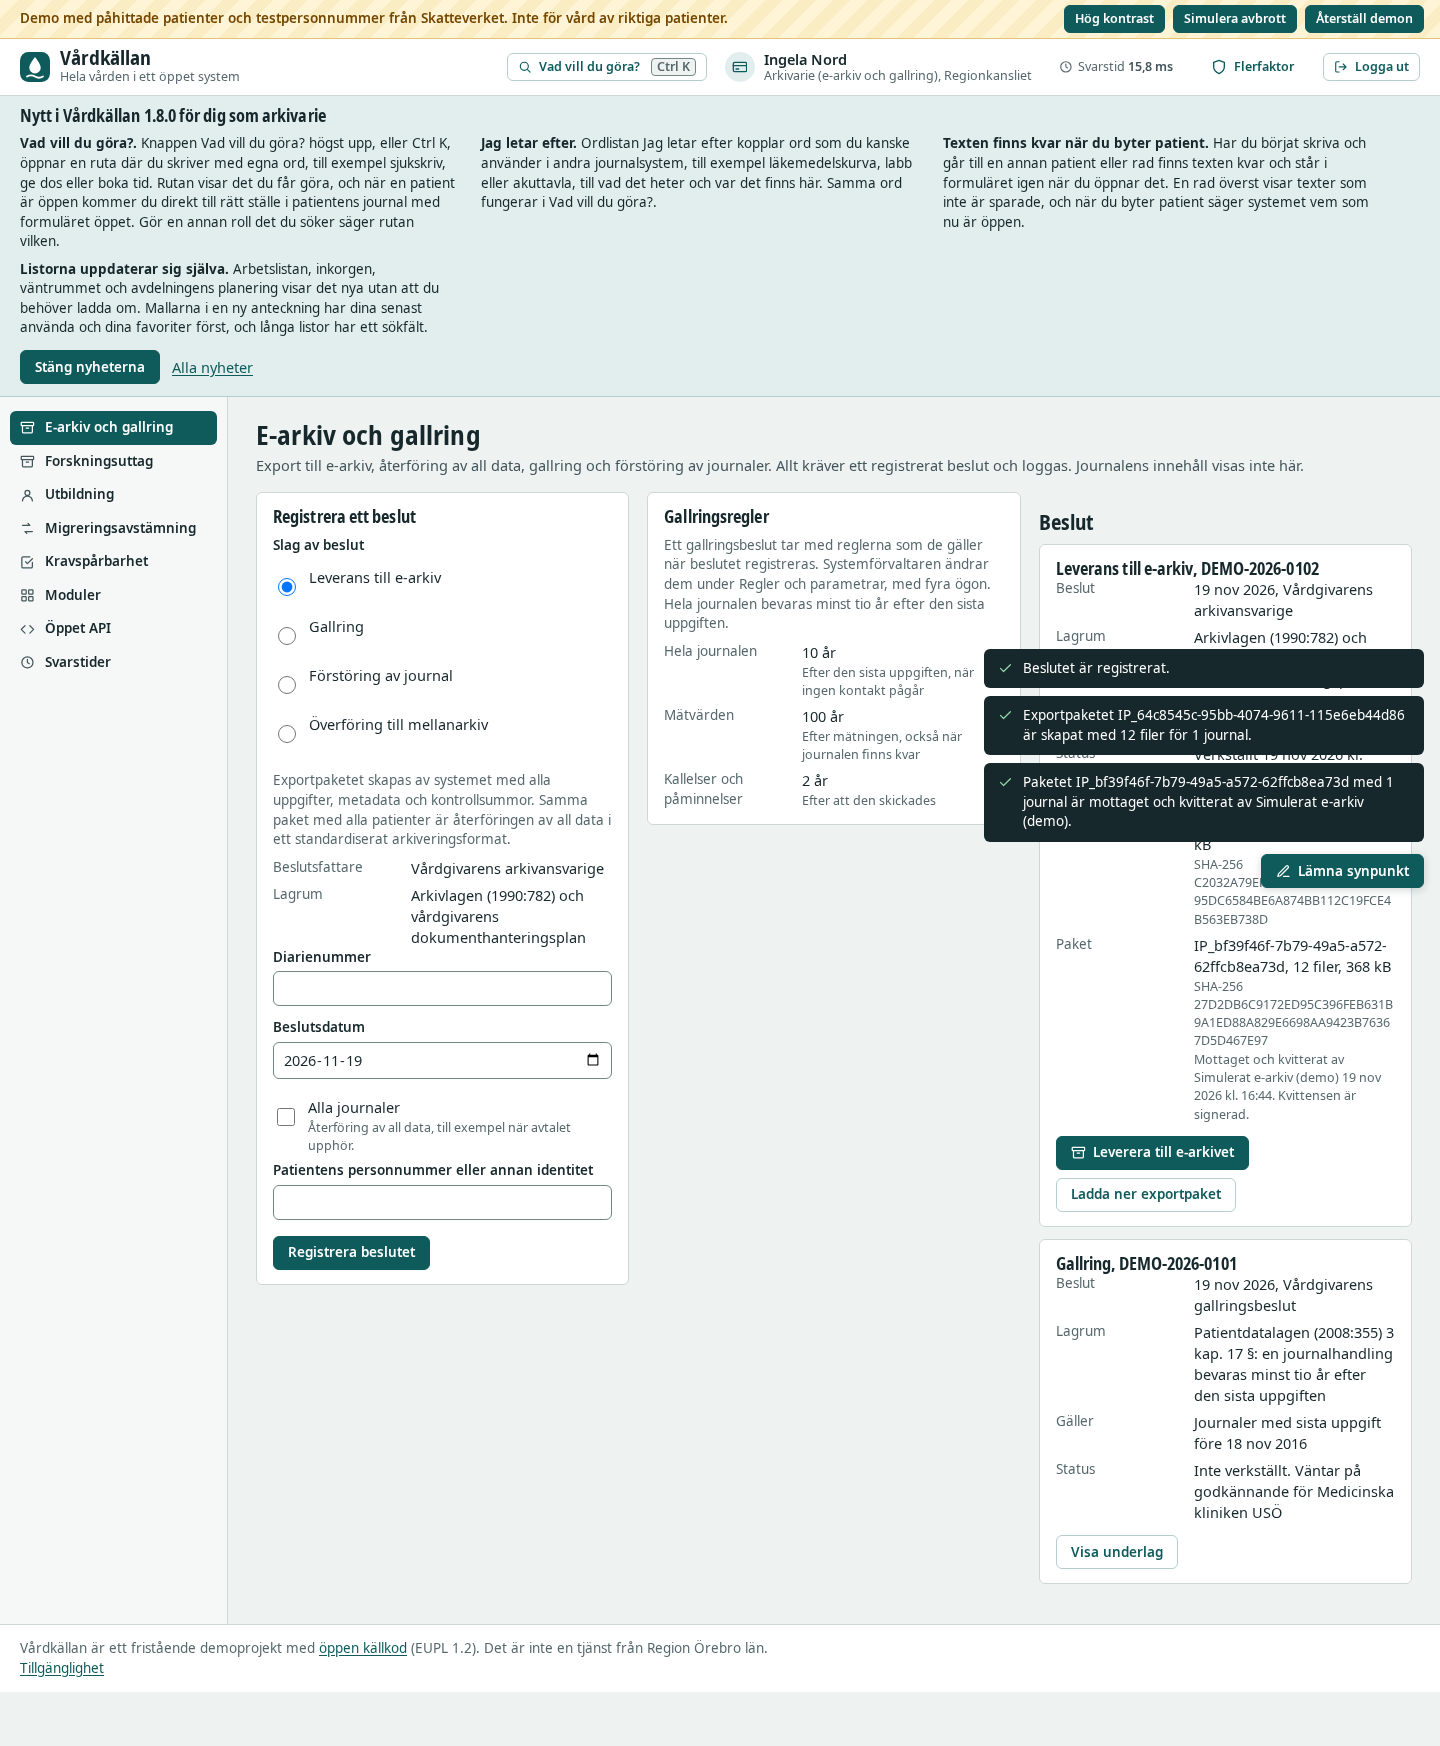 Demo med påhittade patienter och testpersonnummer från Skatteverket. Inte för vård av riktiga patienter.
Hög kontrast
Simulera avbrott
Återställ demon
Vårdkällan
Hela vården i ett öppet system
Vad vill du göra?
Ctrl K
Ingela Nord
Arkivarie (e-arkiv och gallring), Regionkansliet
Svarstid 15,8 ms
Flerfaktor
Logga ut
Nytt i Vårdkällan 1.8.0 för dig som arkivarie
Vad vill du göra?. Knappen Vad vill du göra? högst upp, eller Ctrl K,
öppnar en ruta där du skriver med egna ord, till exempel sjukskriv,
ge dos eller boka tid. Rutan visar det du får göra, och när en patient
är öppen kommer du direkt till rätt ställe i patientens journal med
formuläret öppet. Gör en annan roll det du söker säger rutan
vilken.
Jag letar efter. Ordlistan Jag letar efter kopplar ord som du kanske
använder i andra journalsystem, till exempel läkemedelskurva, labb
eller akuttavla, till vad det heter och var det finns här. Samma ord
fungerar i Vad vill du göra?.
Texten finns kvar när du byter patient. Har du börjat skriva och
går till en annan patient eller rad finns texten kvar och står i
formuläret igen när du öppnar det. En rad överst visar texter som
inte är sparade, och när du byter patient säger systemet vem som
nu är öppen.
Listorna uppdaterar sig själva. Arbetslistan, inkorgen,
väntrummet och avdelningens planering visar det nya utan att du
behöver ladda om. Mallarna i en ny anteckning har dina senast
använda och dina favoriter först, och långa listor har ett sökfält.
Stäng nyheterna
Alla nyheter
E-arkiv och gallring
Forskningsuttag
Utbildning
Migreringsavstämning
Kravspårbarhet
Moduler
Öppet API
Svarstider
E-arkiv och gallring
Export till e-arkiv, återföring av all data, gallring och förstöring av journaler. Allt kräver ett registrerat beslut och loggas. Journalens innehåll visas inte här.
Registrera ett beslut
Slag av beslut
Leverans till e-arkiv
Gallring
Förstöring av journal
Överföring till mellanarkiv
Exportpaketet skapas av systemet med alla
uppgifter, metadata och kontrollsummor. Samma
paket med alla patienter är återföringen av all data i
ett standardiserat arkiveringsformat.
Beslutsfattare
Vårdgivarens arkivansvarige
Lagrum
Arkivlagen (1990:782) och
vårdgivarens
dokumenthanteringsplan
Diarienummer
Beslutsdatum
2026-11-19
Alla journaler
Återföring av all data, till exempel när avtalet
upphör.
Patientens personnummer eller annan identitet
Registrera beslutet
Gallringsregler
Ett gallringsbeslut tar med reglerna som de gäller
när beslutet registreras. Systemförvaltaren ändrar
dem under Regler och parametrar, med fyra ögon.
Hela journalen bevaras minst tio år efter den sista
uppgiften.
Hela journalen
10 år
Efter den sista uppgiften, när
ingen kontakt pågår
Mätvärden
100 år
Efter mätningen, också när
journalen finns kvar
Kallelser och
påminnelser
2 år
Efter att den skickades
Beslut
Leverans till e-arkiv, DEMO-2026-0102
Beslut
19 nov 2026, Vårdgivarens
arkivansvarige
Lagrum
Arkivlagen (1990:782) och
Beslutet är registrerat.
Exportpaketet IP_64c8545c-95bb-4074-9611-115e6eb44d86
är skapat med 12 filer för 1 journal.
Status
Verkställt 19 nov 2026 kl.
Paketet IP_bf39f46f-7b79-49a5-a572-62ffcb8ea73d med 1
journal är mottaget och kvitterat av Simulerat e-arkiv
(demo).
kB
SHA-256
Lämna synpunkt
95DC6584BE6A874BB112C19FCE4
B563EB738D
Paket
IP_bf39f46f-7b79-49a5-a572-
62ffcb8ea73d, 12 filer, 368 kB
SHA-256
27D2DB6C9172ED95C396FEB631B
9A1ED88A829E6698AA9423B7636
7D5D467E97
Mottaget och kvitterat av
Simulerat e-arkiv (demo) 19 nov
2026 kl. 16:44. Kvittensen är
signerad.
Leverera till e-arkivet
Ladda ner exportpaket
Gallring, DEMO-2026-0101
Beslut
19 nov 2026, Vårdgivarens
gallringsbeslut
Lagrum
Patientdatalagen (2008:355) 3
kap. 17 §: en journalhandling
bevaras minst tio år efter
den sista uppgiften
Gäller
Journaler med sista uppgift
före 18 nov 2016
Status
Inte verkställt. Väntar på
godkännande för Medicinska
kliniken USÖ
Visa underlag
Vårdkällan är ett fristående demoprojekt med öppen källkod (EUPL 1.2). Det är inte en tjänst från Region Örebro län.
Tillgänglighet